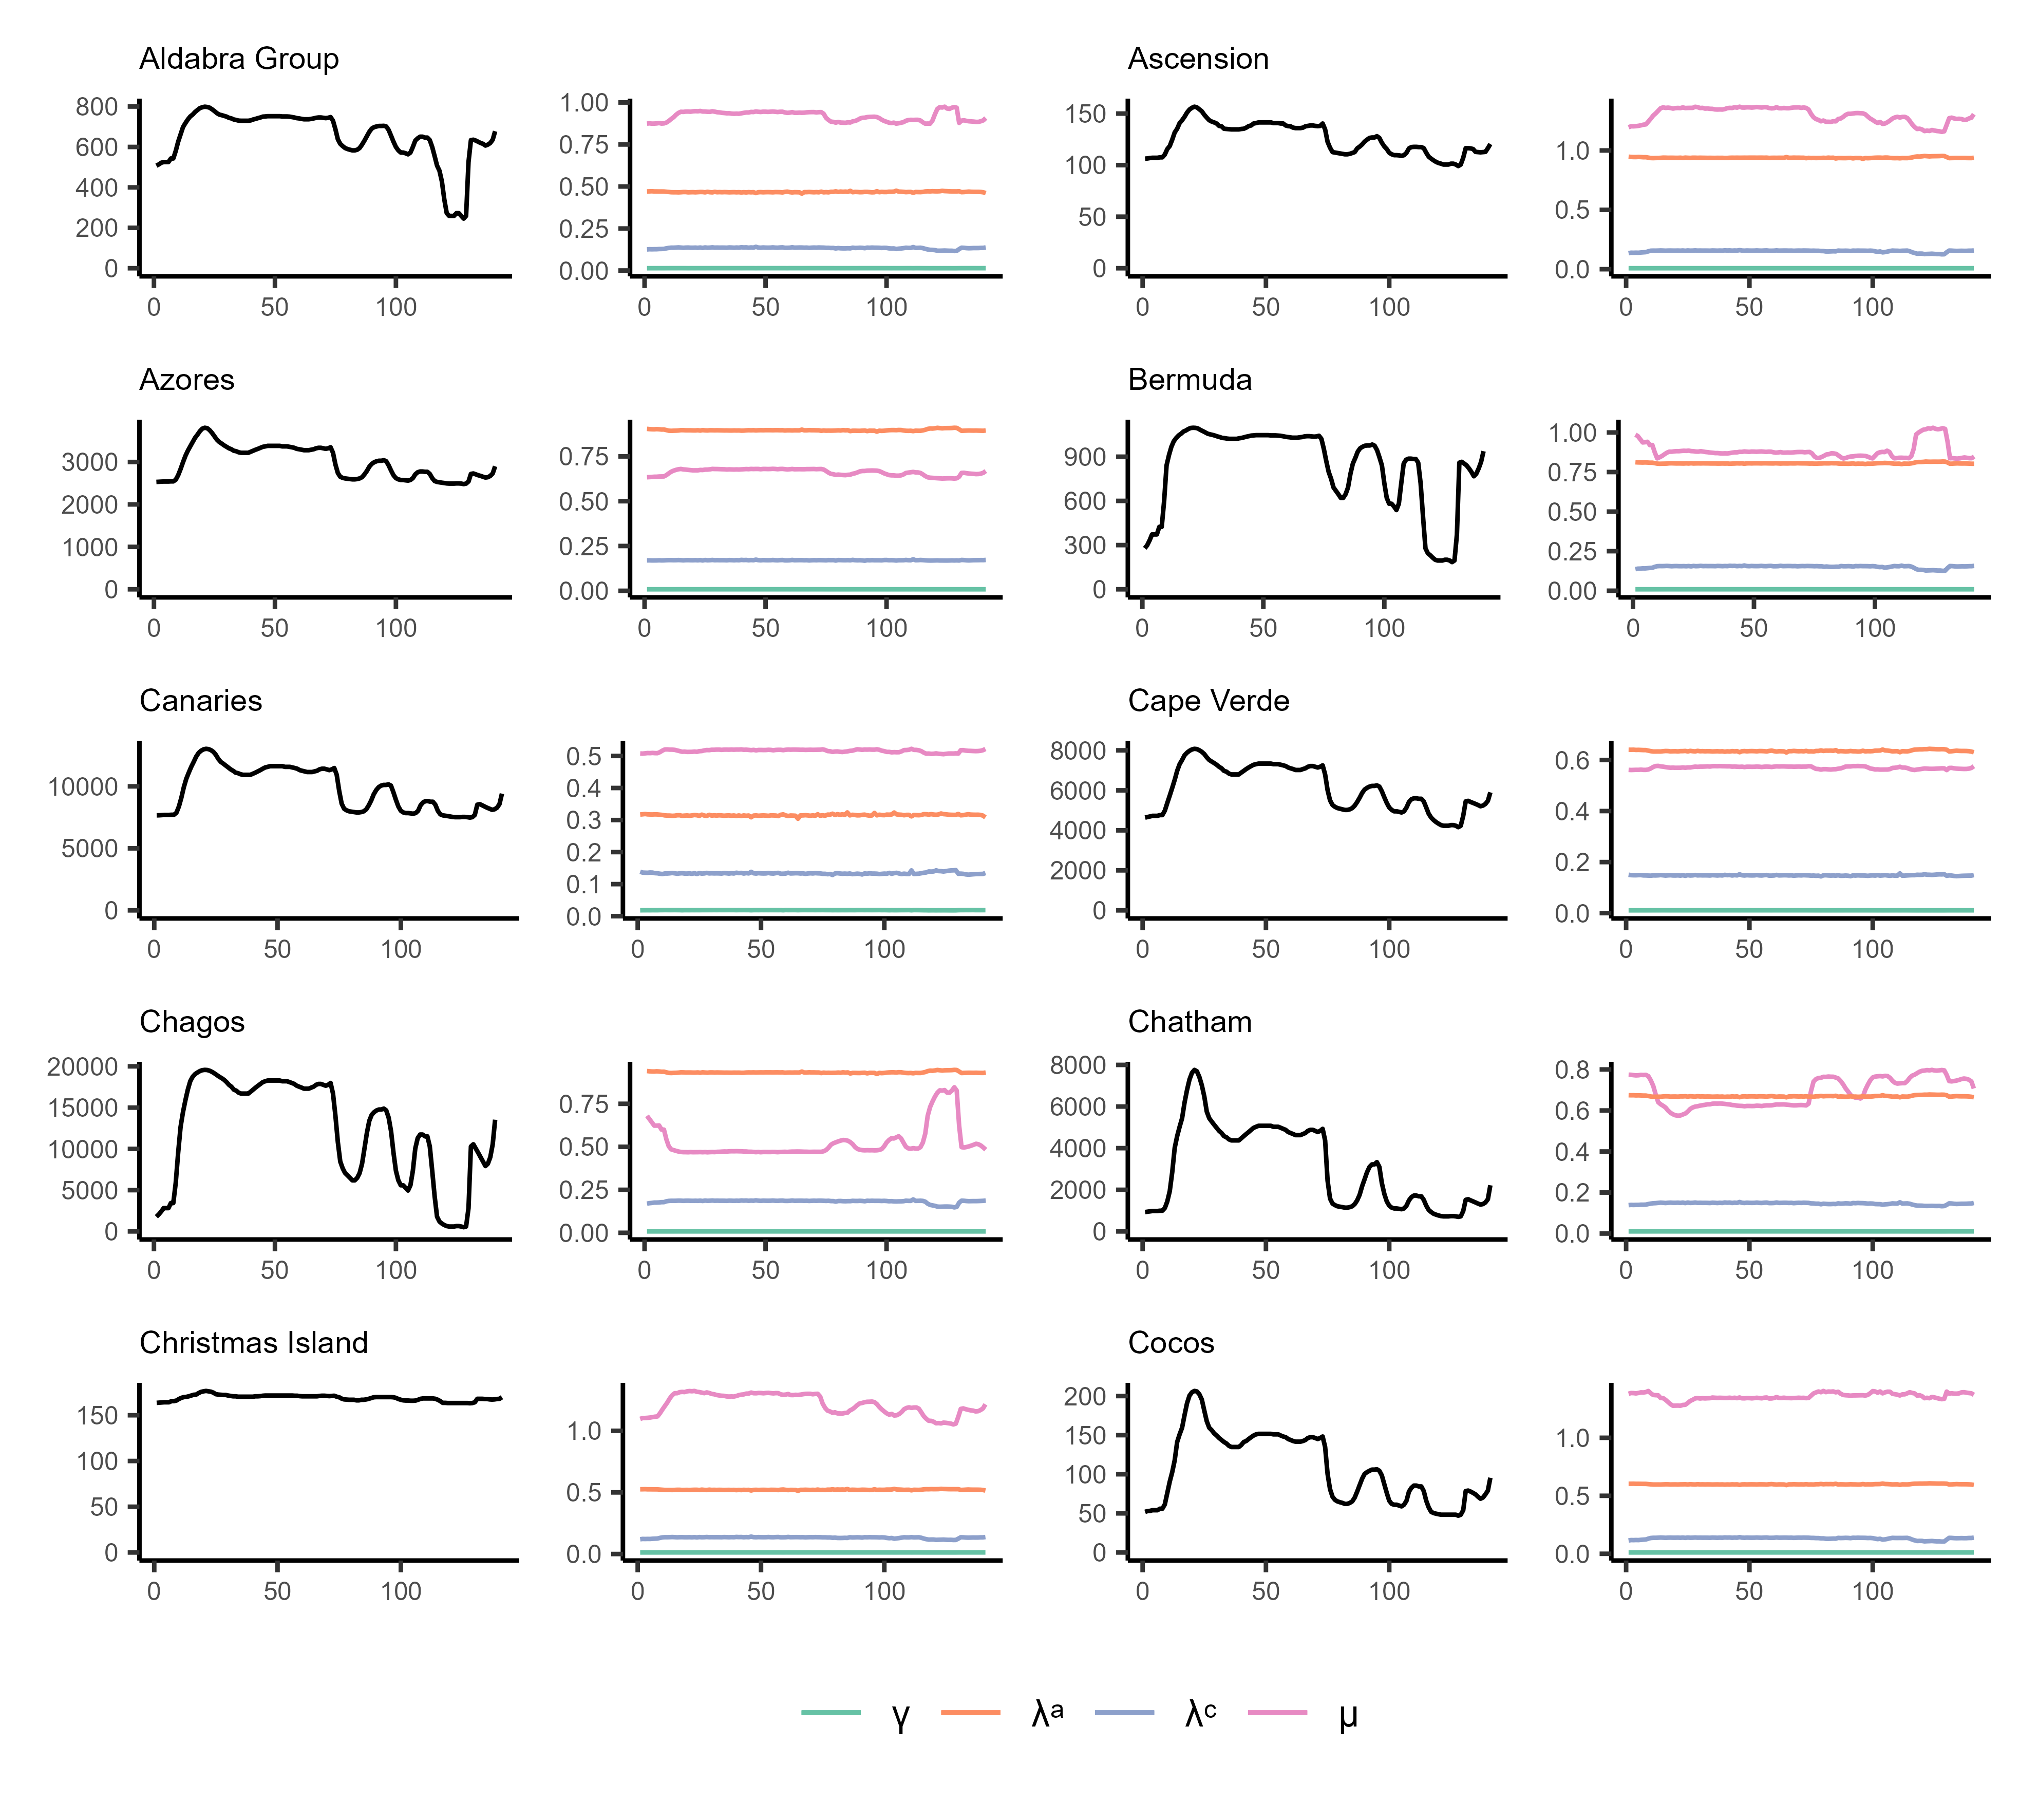 Aldabra Group
Ascension
800
600
400
200
0
0 50 100
1.00
0.75
0.50
0.25
0.00
0 50 100
150
100
50
0
0 50 100
1.0
0.5
0.0
0 50 100
Azores
Bermuda
3000
2000
1000
0
0 50 100
0.75
0.50
0.25
0.00
0 50 100
900
600
300
0
0 50 100
1.00
0.75
0.50
0.25
0.00
0 50 100
Canaries
Cape Verde
10000
5000
0
0 50 100
0.5
0.4
0.3
0.2
0.1
0.0
0 50 100
8000
6000
4000
2000
0
0 50 100
0.6
0.4
0.2
0.0
0 50 100
Chagos
Chatham
20000
15000
10000
5000
0
0 50 100
0.75
0.50
0.25
0.00
0 50 100
8000
6000
4000
2000
0
0 50 100
0.8
0.6
0.4
0.2
0.0
0 50 100
Christmas Island
Cocos
150
100
50
0
0 50 100
1.0
0.5
0.0
0 50 100
200
150
100
50
0
0 50 100
1.0
0.5
0.0
0 50 100
γ λᵃ λᶜ μ